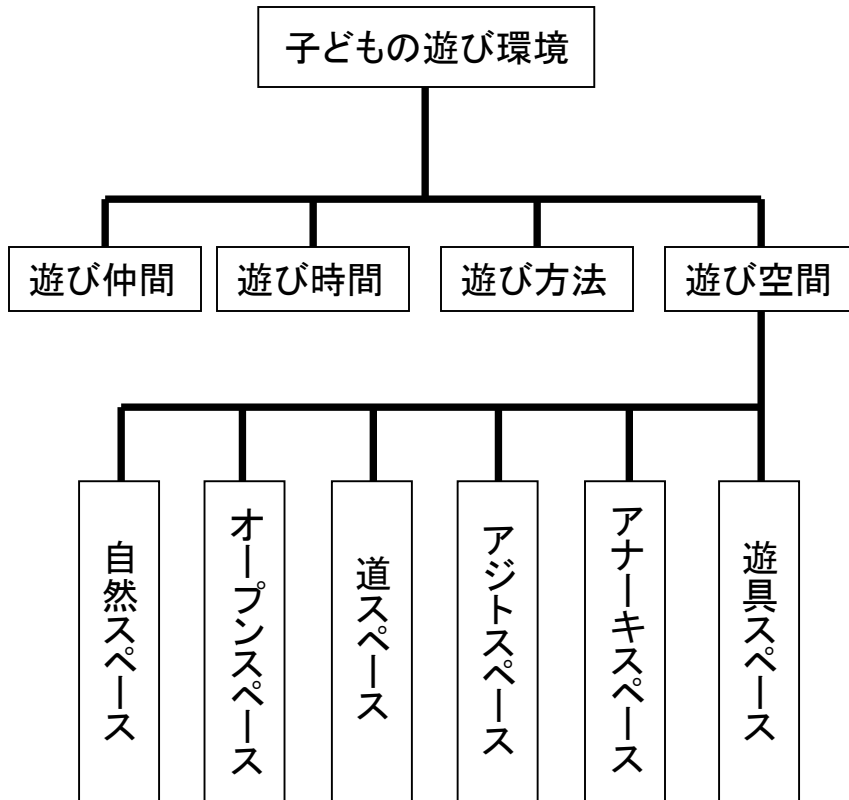 子どもの遊び環境
遊び仲間
遊び時間
遊び方法
遊び空間
自然スペース
オープンスペース
道スペース
アジトスペース
アナーキスペース
遊具スペース